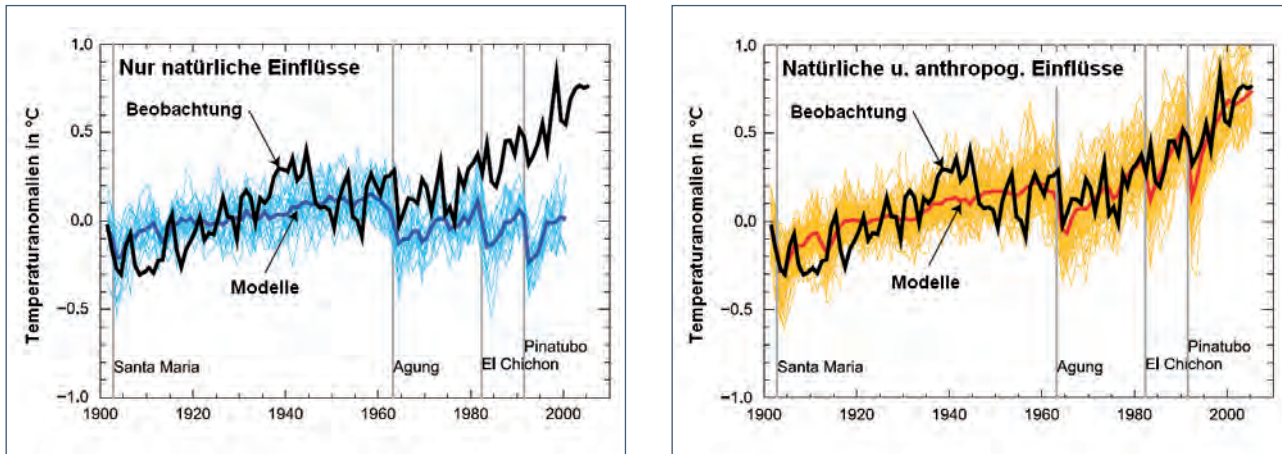 Temperaturanomalien in °C
1.0
0.5
0.0
−0.5
−1.0
Nur natürliche Einflüsse
Beobachtung
Modelle
Santa Maria
Agung
El Chichon
Pinatubo
1900 1920 1940 1960 1980 2000
Temperaturanomalien in °C
1.0
0.5
0.0
−0.5
−1.0
Natürliche u. anthropog. Einflüsse
Beobachtung
Modelle
Santa Maria
Agung
El Chichon
Pinatubo
1900 1920 1940 1960 1980 2000